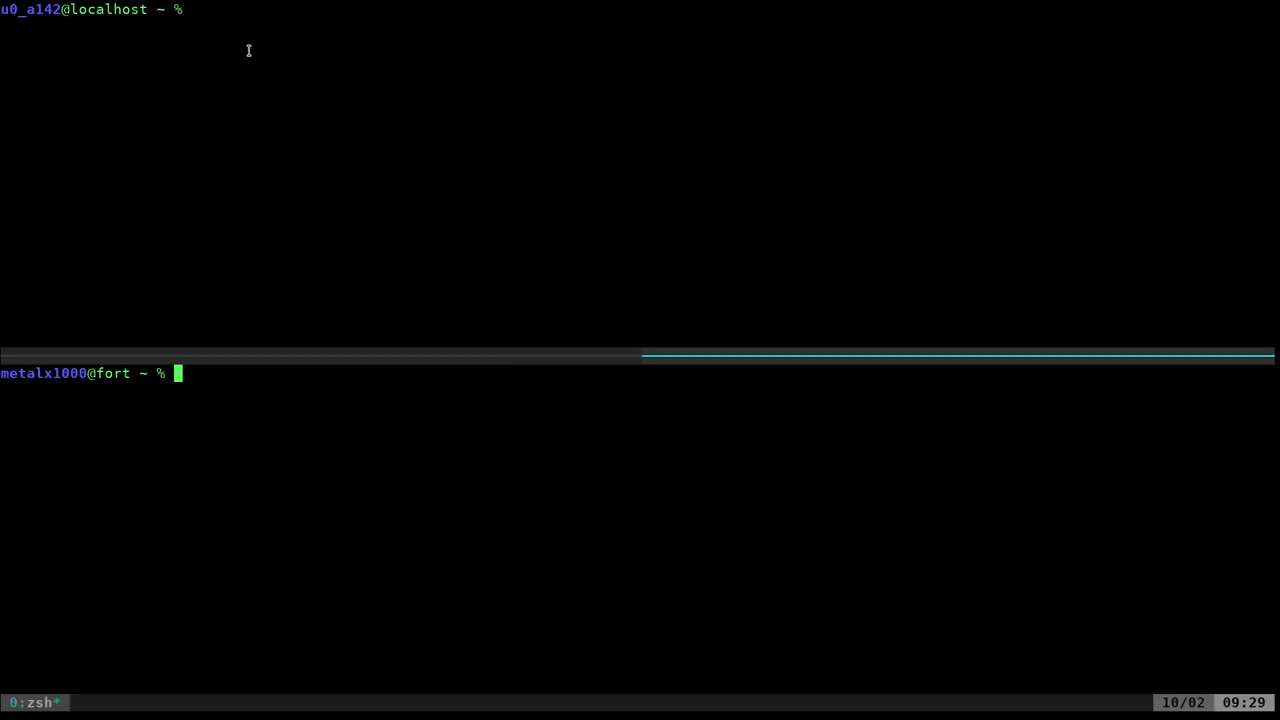 u0_a142@localhost ~ %
metalx1000@fort ~ %
0:zsh* 10/02 09:29